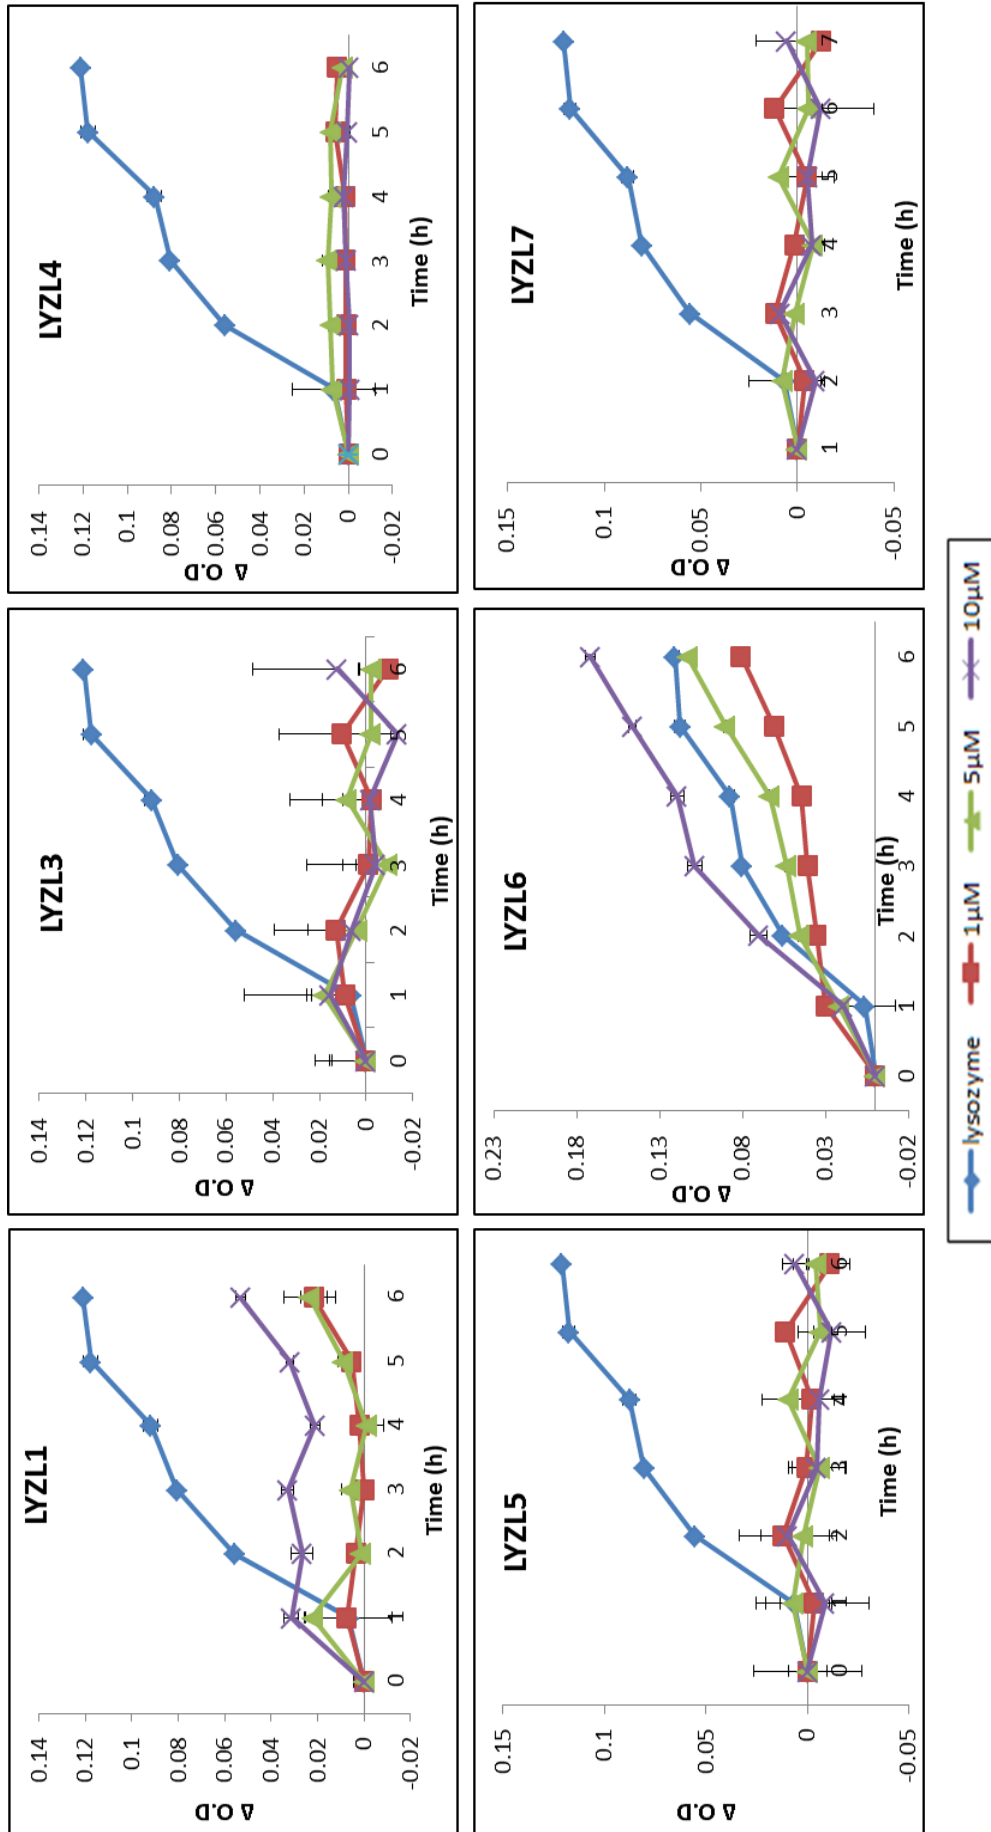 LYZL1
0.14
0.12
0.1
0.08
0.06
0.04
0.02
0
-0.02
Δ O.D
0 1 2 3 4 5 6
Time (h)
LYZL3
0.14
0.12
0.1
0.08
0.06
0.04
0.02
0
-0.02
Δ O.D
0 1 2 3 4 5 6
Time (h)
LYZL4
0.14
0.12
0.1
0.08
0.06
0.04
0.02
0
-0.02
Δ O.D
0 1 2 3 4 5 6
Time (h)
LYZL5
0.15
0.1
0.05
0
-0.05
Δ O.D
0 1 2 3 4 5 6
Time (h)
LYZL6
0.23
0.18
0.13
0.08
0.03
-0.02
Δ O.D
0 1 2 3 4 5 6
Time (h)
LYZL7
0.15
0.1
0.05
0
-0.05
Δ O.D
1 2 3 4 5 6 7
Time (h)
lysozyme 1µM 5µM 10µM